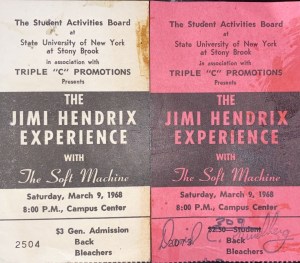 The Student Activities Board
at
State University of New York
at Stony Brook
in association with
TRIPLE "C" PROMOTIONS
Presents
THE
JIMI HENDRIX
EXPERIENCE
WITH
The Soft Machine
Saturday, March 9, 1968
8:00 P.M., Campus Center
$3 Gen. Admission
2504
Back
Bleachers
The Student Activities Board
at
State University of New York
at Stony Brook
in association with
TRIPLE "C" PROMOTIONS
Presents
THE
JIMI HENDRIX
EXPERIENCE
WITH
The Soft Machine
Saturday, March 9, 1968
8:00 P.M., Campus Center
$2.50 Student
David C.
Back
Bleachers